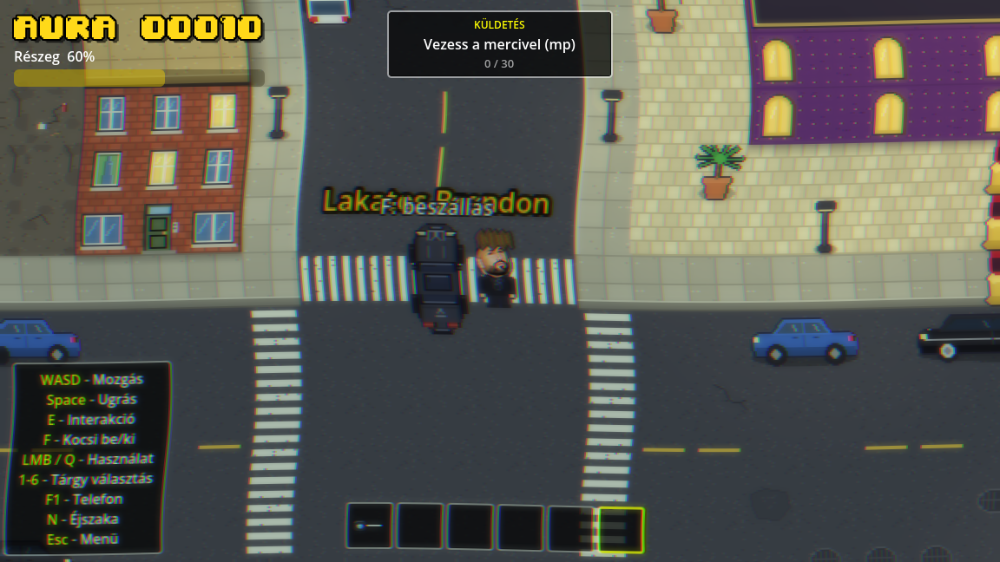 AURA 00010
Részeg 60%
KÜLDETÉS
Vezess a mercivel (mp)
0 / 30
Lakatos Brendon
F: beszállás
WASD - Mozgás
Space - Ugrás
E - Interakció
F - Kocsi be/ki
LMB / Q - Használat
1-6 - Tárgy választás
F1 - Telefon
N - Éjszaka
Esc - Menü